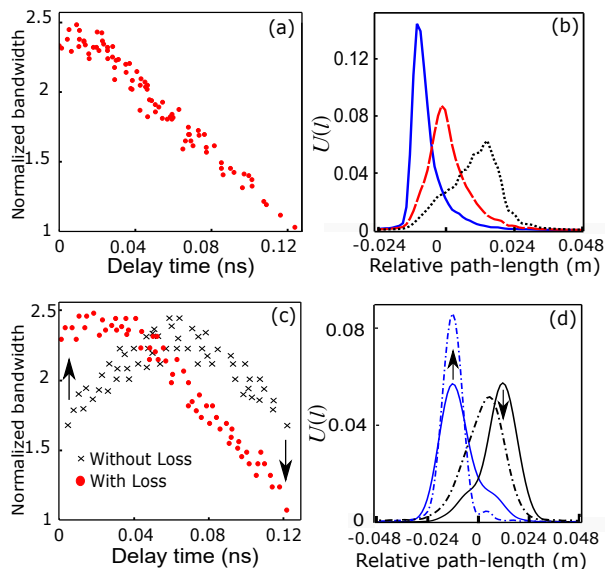 (a)
Normalized bandwidth
2.5
2
1.5
1
0 0.04 0.08 0.12
Delay time (ns)
(b)
U(l)
0.12
0.08
0.04
0
-0.024 0 0.024 0.048
Relative path-length (m)
(c)
Normalized bandwidth
2.5
2
1.5
1
× Without Loss
With Loss
0 0.04 0.08 0.12
Delay time (ns)
(d)
U(l)
0.08
0.04
0
-0.048 -0.024 0 0.024 0.048
Relative path-length (m)